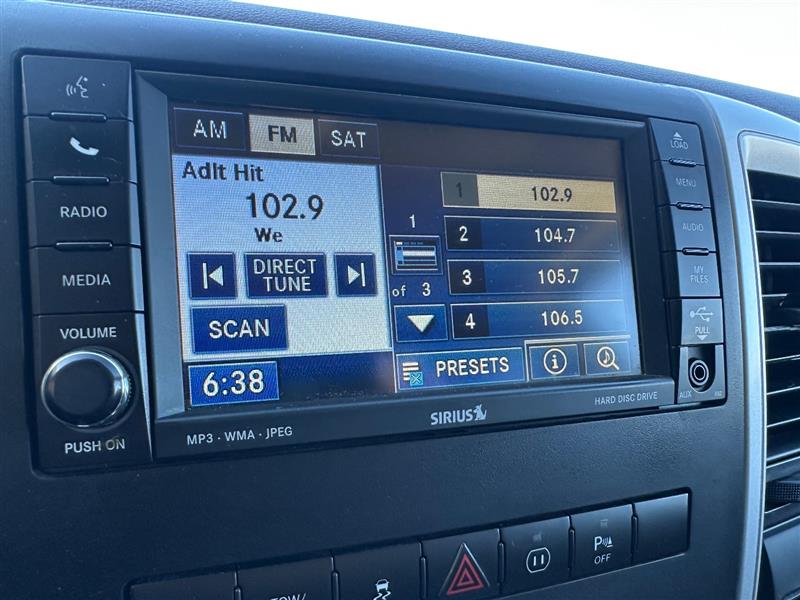 AM FM SAT
Adlt Hit
102.9
We
DIRECT
TUNE
SCAN
6:38
1
of 3
1 102.9
2 104.7
3 105.7
4 106.5
PRESETS
RADIO
MEDIA
VOLUME
PUSH ON
LOAD
MENU
AUDIO
MY
FILES
PULL
AUX
MP3 · WMA · JPEG
SIRIUS
HARD DISC DRIVE
TOW/
P
OFF